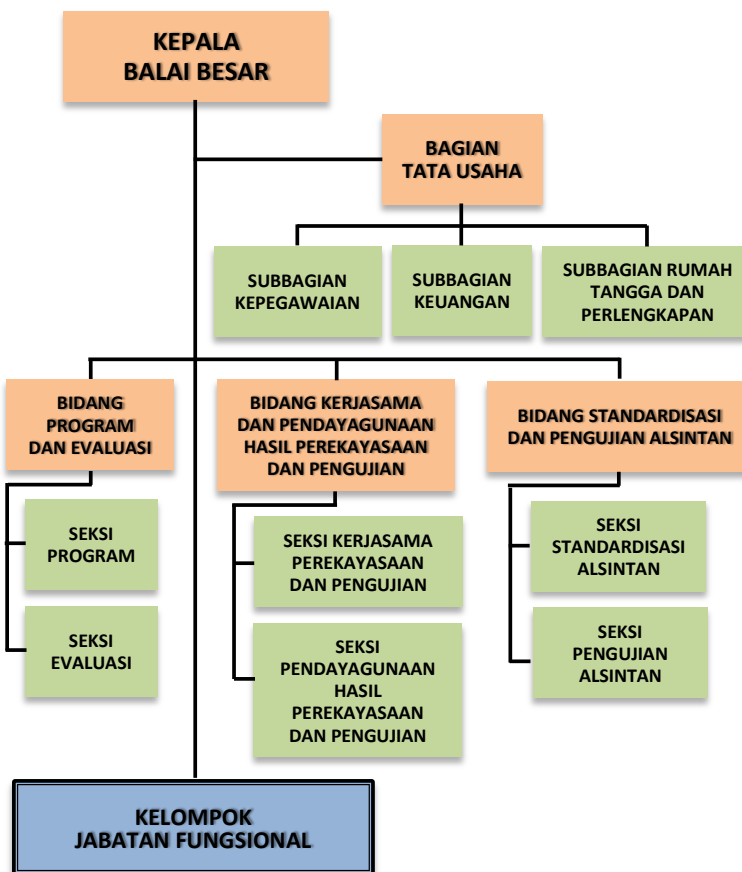 KEPALA
BALAI BESAR
BAGIAN
TATA USAHA
SUBBAGIAN
KEPEGAWAIAN
SUBBAGIAN
KEUANGAN
SUBBAGIAN RUMAH
TANGGA DAN
PERLENGKAPAN
BIDANG
PROGRAM
DAN EVALUASI
BIDANG KERJASAMA
DAN PENDAYAGUNAAN
HASIL PEREKAYASAAN
DAN PENGUJIAN
BIDANG STANDARDISASI
DAN PENGUJIAN ALSINTAN
SEKSI
PROGRAM
SEKSI
EVALUASI
SEKSI KERJASAMA
PEREKAYASAAN
DAN PENGUJIAN
SEKSI
PENDAYAGUNAAN
HASIL
PEREKAYASAAN
DAN PENGUJIAN
SEKSI
STANDARDISASI
ALSINTAN
SEKSI
PENGUJIAN
ALSINTAN
KELOMPOK
JABATAN FUNGSIONAL